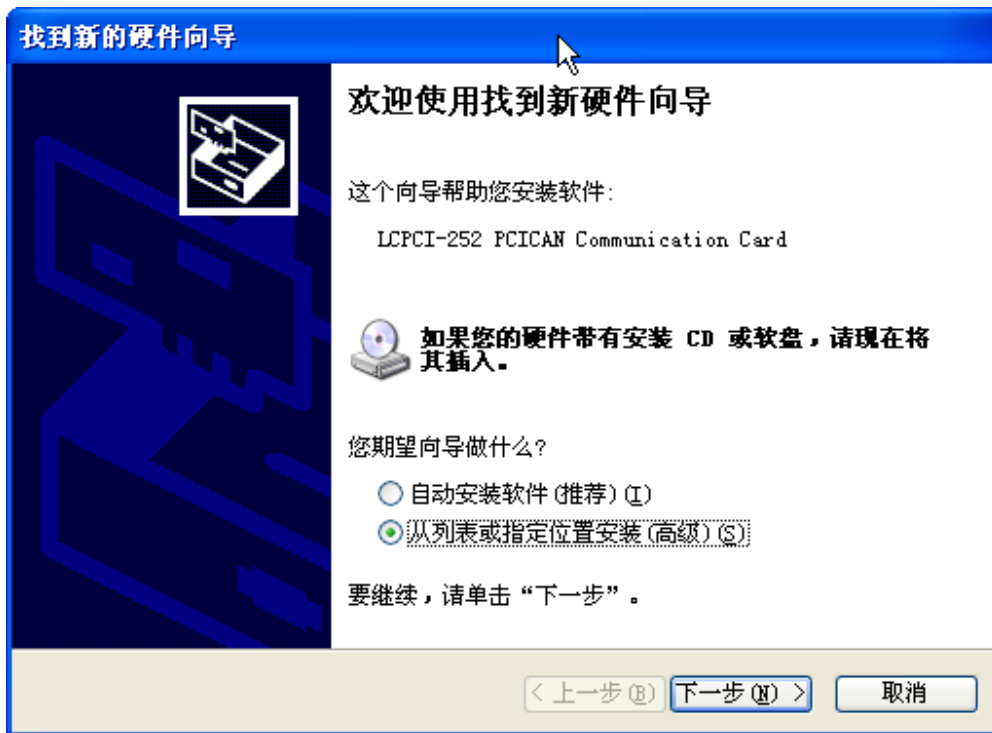 找到新的硬件向导
欢迎使用找到新硬件向导
这个向导帮助您安装软件:
LCPCI-252 PCICAN Communication Card
如果您的硬件带有安装 CD 或软盘，请现在将
其插入。
您期望向导做什么?
自动安装软件(推荐)(I)
从列表或指定位置安装(高级)(S)
要继续，请单击“下一步”。
< 上一步(B) 下一步(N) > 取消